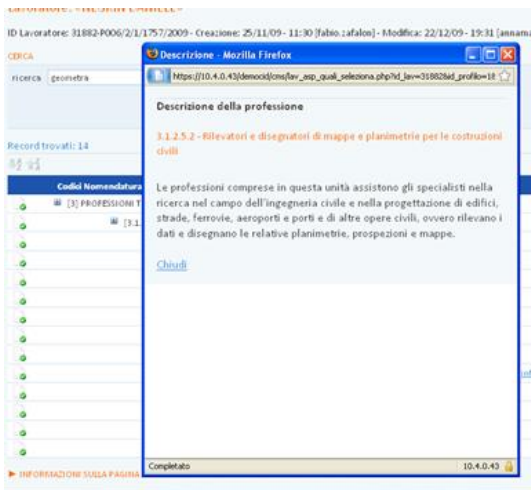 ID Lavoratore: 31882-P006/2/1/1757/2009 - Creazione: 25/11/09 - 11:30 [fabio.zafalon] - Modifica: 22/12/09 - 19:31 [annama
CERCA
ricerca geometra
Record trovati: 14
Codici Nomenclatura
[3] PROFESSIONI T
[3.1.
INFORMAZIONI SULLA PAGINA
Descrizione - Mozilla Firefox
https://10.4.0.43/democid/cms/lav_asp_quali_seleziona.php?id_lav=31882&id_profilo=18
Descrizione della professione
3.1.2.5.2 - Rilevatori e disegnatori di mappe e planimetrie per le costruzioni
civili
Le professioni comprese in questa unità assistono gli specialisti nella
ricerca nel campo dell'ingegneria civile e nella progettazione di edifici,
strade, ferrovie, aeroporti e porti e di altre opere civili, ovvero rilevano i
dati e disegnano le relative planimetrie, prospezioni e mappe.
Chiudi
Completato 10.4.0.43